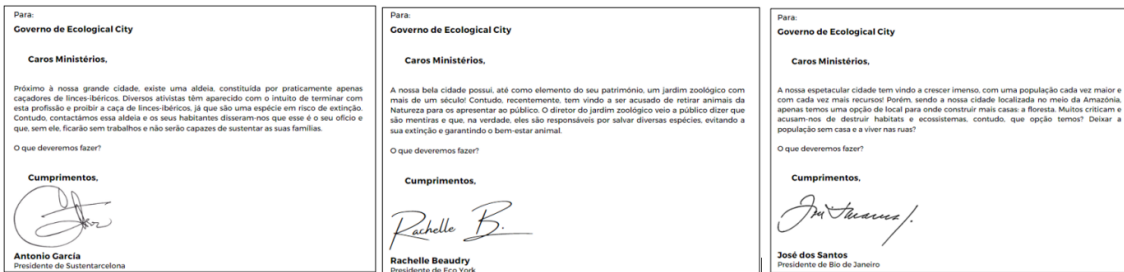 Para:
Governo de Ecological City
Caros Ministérios,
Próximo à nossa grande cidade, existe uma aldeia, constituída por praticamente apenas
caçadores de linces-ibéricos. Diversos ativistas têm aparecido com o intuito de terminar com
esta profissão e proibir a caça de linces-ibéricos, já que são uma espécie em risco de extinção.
Contudo, contactámos essa aldeia e os seus habitantes disseram-nos que esse é o seu ofício e
que, sem ele, ficarão sem trabalhos e não serão capazes de sustentar as suas famílias.
O que deveremos fazer?
Cumprimentos,
Antonio García
Presidente de Sustentarcelona
Para:
Governo de Ecological City
Caros Ministérios,
A nossa bela cidade possui, até como elemento do seu património, um jardim zoológico com
mais de um século! Contudo, recentemente, tem vindo a ser acusado de retirar animais da
Natureza para os apresentar ao público. O diretor do jardim zoológico veio a público dizer que
são mentiras e que, na verdade, eles são responsáveis por salvar diversas espécies, evitando a
sua extinção e garantindo o bem-estar animal.
O que deveremos fazer?
Cumprimentos,
Rachelle B.
Rachelle Beaudry
Presidente de Eco York
Para:
Governo de Ecological City
Caros Ministérios,
A nossa espetacular cidade tem vindo a crescer imenso, com uma população cada vez maior e
com cada vez mais recursos! Porém, sendo a nossa cidade localizada no meio da Amazónia,
apenas temos uma opção de local para onde construir mais casas: a floresta. Muitos criticam e
acusam-nos de destruir habitats e ecossistemas, contudo, que opção temos? Deixar a
população sem casa e a viver nas ruas?
O que deveremos fazer?
Cumprimentos,
José dos Santos
Presidente de Bio de Janeiro